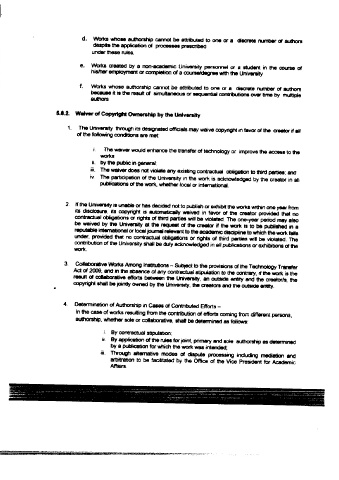 d. Works whose authorship cannot be attributed to one or a discrete number of authors
despite the application of processes prescribed
under these rules.
e. Works created by a non-academic University personnel or a student in the course of
his/her employment or completion of a course/degree with the University
f. Works whose authorship cannot be attributed to one or a discrete number of authors
because it is the result of simultaneous or sequential contributions over time by multiple
authors
5.8.2. Waiver of Copyright Ownership by the University
1. The University through its designated officials may waive copyright in favor of the creator if all
of the following conditions are met:
i. The waiver would enhance the transfer of technology or improve the access to the
works
ii. by the public in general.
iii. The waiver does not violate any existing contractual obligation to third parties; and
iv. The participation of the University in the work is acknowledged by the creator in all
publications of the work, whether local or international.
2. If the University is unable or has decided not to publish or exhibit the works within one year from
its disclosure, its copyright is automatically waived in favor of the creator provided that no
contractual obligations or rights of third parties will be violated. The one-year period may also
be waived by the University at the request of the creator if the work is to be published in a
reputable international or local journal relevant to the academic discipline to which the work falls
under, provided that no contractual obligations or rights of third parties will be violated. The
contribution of the University shall be duly acknowledged in all publications or exhibitions of the
work.
3. Collaborative Works Among Institutions – Subject to the provisions of the Technology Transfer
Act of 2009, and in the absence of any contractual stipulation to the contrary, if the work is the
result of collaborative efforts between the University, an outside entity and the creator/s, the
copyright shall be jointly owned by the University, the creators and the outside entity.
4. Determination of Authorship in Cases of Contributed Efforts –
In the case of works resulting from the contribution of efforts coming from different persons,
authorship, whether sole or collaborative, shall be determined as follows:
i. By contractual stipulation;
ii. By application of the rules for joint, primary and sole authorship as determined
by a publication for which the work was intended;
iii. Through alternative modes of dispute processing including mediation and
arbitration to be facilitated by the Office of the Vice President for Academic
Affairs.